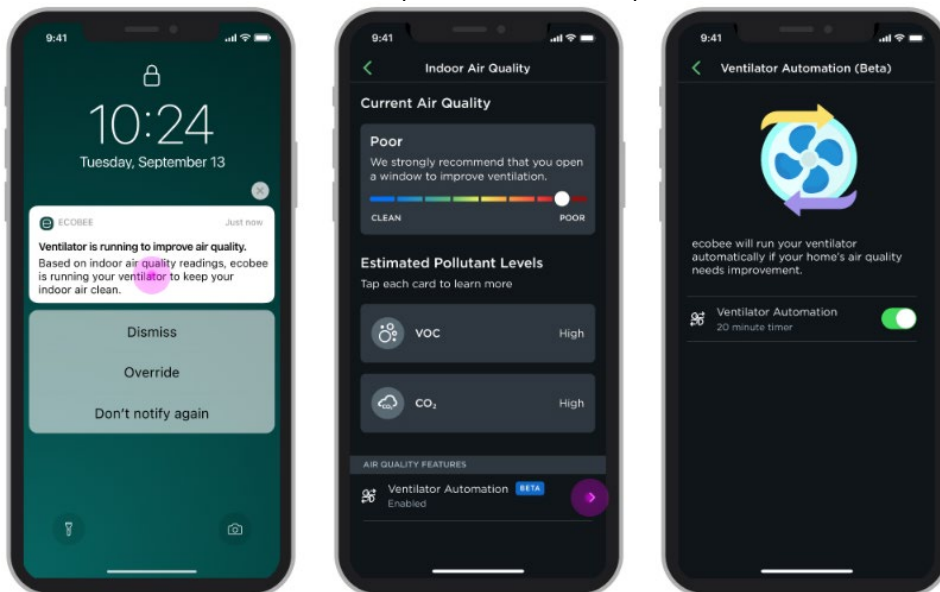 9:41
10:24
Tuesday, September 13
ECOBEE
Just now
Ventilator is running to improve air quality.
Based on indoor air quality readings, ecobee
is running your ventilator to keep your
indoor air clean.
Dismiss
Override
Don't notify again
9:41
Indoor Air Quality
Current Air Quality
Poor
We strongly recommend that you open
a window to improve ventilation.
CLEAN
POOR
Estimated Pollutant Levels
Tap each card to learn more
VOC
High
CO₂
CO₂
High
AIR QUALITY FEATURES
Ventilator Automation BETA
Enabled
9:41
Ventilator Automation (Beta)
ecobee will run your ventilator
automatically if your home's air quality
needs improvement.
Ventilator Automation
20 minute timer